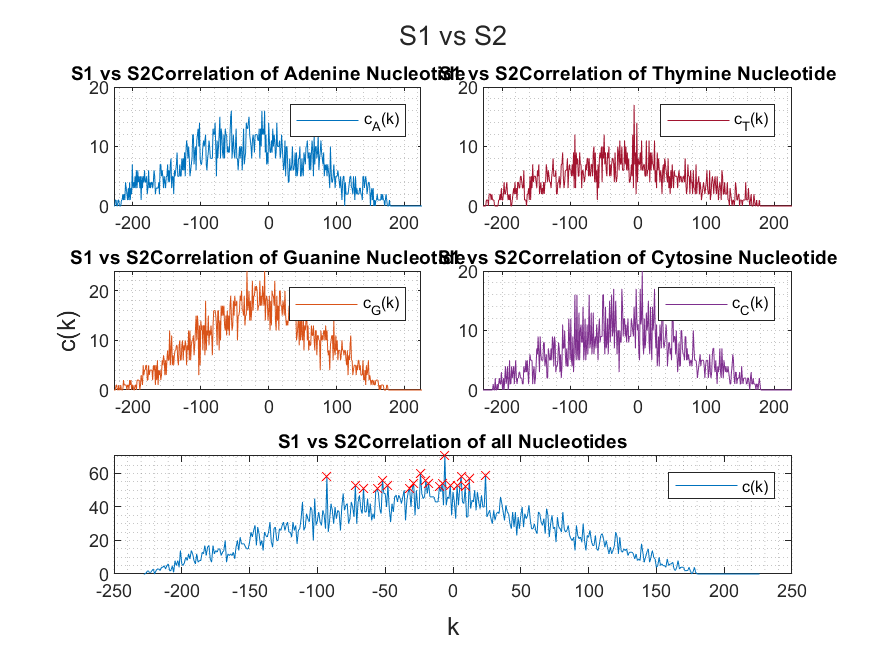 S1 vs S2
S1 vs S2Correlation of Adenine Nucleotide
S1 vs S2Correlation of Thymine Nucleotide
20
10
0
-200 -100 0 100 200
c_A(k)
20
10
0
-200 -100 0 100 200
c_T(k)
S1 vs S2Correlation of Guanine Nucleotide
S1 vs S2Correlation of Cytosine Nucleotide
20
10
0
-200 -100 0 100 200
c_G(k)
20
10
0
-200 -100 0 100 200
c_C(k)
c(k)
S1 vs S2Correlation of all Nucleotides
60
40
20
0
-250 -200 -150 -100 -50 0 50 100 150 200 250
c(k)
k